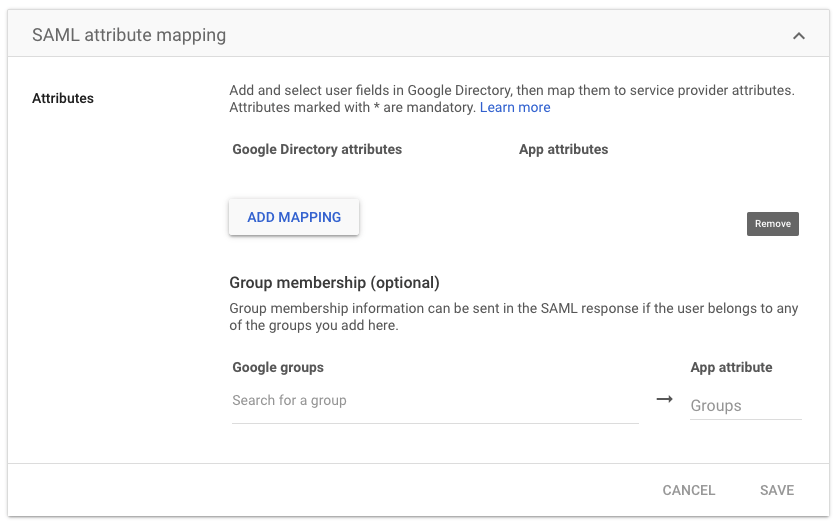 SAML attribute mapping
Attributes
Add and select user fields in Google Directory, then map them to service provider attributes.
Attributes marked with * are mandatory. Learn more
Google Directory attributes App attributes
ADD MAPPING
Remove
Group membership (optional)
Group membership information can be sent in the SAML response if the user belongs to any
of the groups you add here.
Google groups App attribute
Search for a group → Groups
CANCEL SAVE